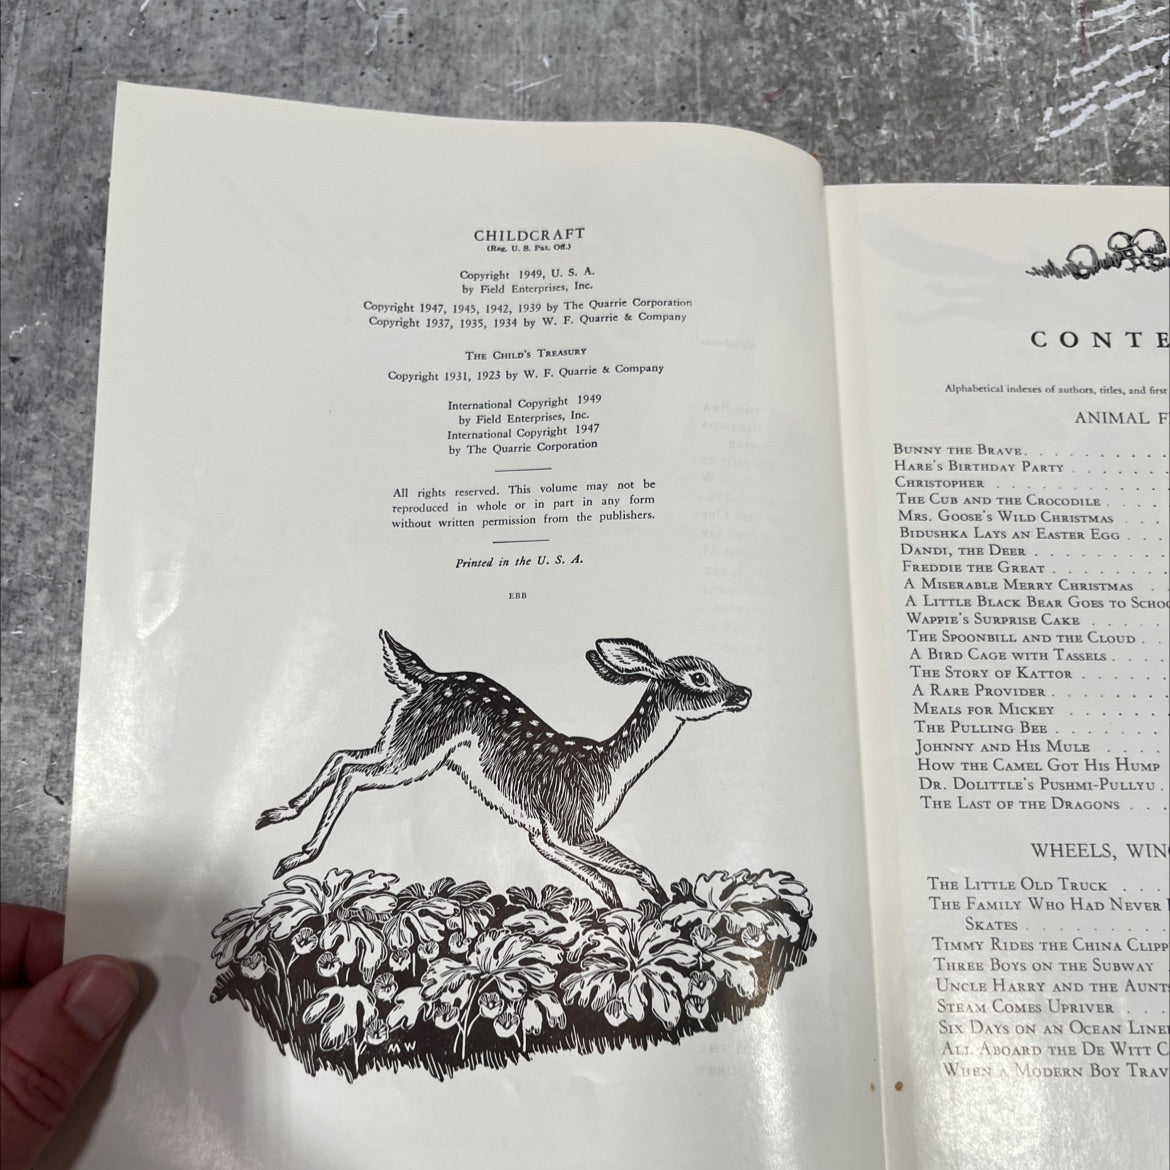 CHILDCRAFT
(Reg. U. S. Pat. Off.)
Copyright 1949, U. S. A.
by Field Enterprises, Inc.
Copyright 1947, 1945, 1942, 1939 by The Quarrie Corporation
Copyright 1937, 1935, 1934 by W. F. Quarrie & Company
The Child's Treasury
Copyright 1931, 1923 by W. F. Quarrie & Company
International Copyright 1949
by Field Enterprises, Inc.
International Copyright 1947
by The Quarrie Corporation
All rights reserved. This volume may not be
reproduced in whole or in part in any form
without written permission from the publishers.
Printed in the U. S. A.
EBB
MW
CONTE
Alphabetical indexes of authors, titles, and first
ANIMAL F
Bunny the Brave. . . . . . . . .
Hare's Birthday Party . . . . . .
Christopher . . . . . . . . . .
The Cub and the Crocodile . . . .
Mrs. Goose's Wild Christmas . . .
Bidushka Lays an Easter Egg . . .
Dandi, the Deer . . . . . . . .
Freddie the Great . . . . . . .
A Miserable Merry Christmas . .
A Little Black Bear Goes to Schoo
Wappie's Surprise Cake . . . . .
The Spoonbill and the Cloud . .
A Bird Cage with Tassels . . . .
The Story of Kattor . . . . . .
A Rare Provider . . . . . . . .
Meals for Mickey . . . . . . .
The Pulling Bee . . . . . . . .
Johnny and His Mule . . . .
How the Camel Got His Hump
Dr. Dolittle's Pushmi-Pullyu .
The Last of the Dragons . . .
WHEELS, WIN
The Little Old Truck . . . .
The Family Who Had Never
Skates . . . . . . . . . .
Timmy Rides the China Clipp
Three Boys on the Subway
Uncle Harry and the Aunts
Steam Comes Upriver . . . .
Six Days on an Ocean Line
All Aboard the De Witt C
When a Modern Boy Trav